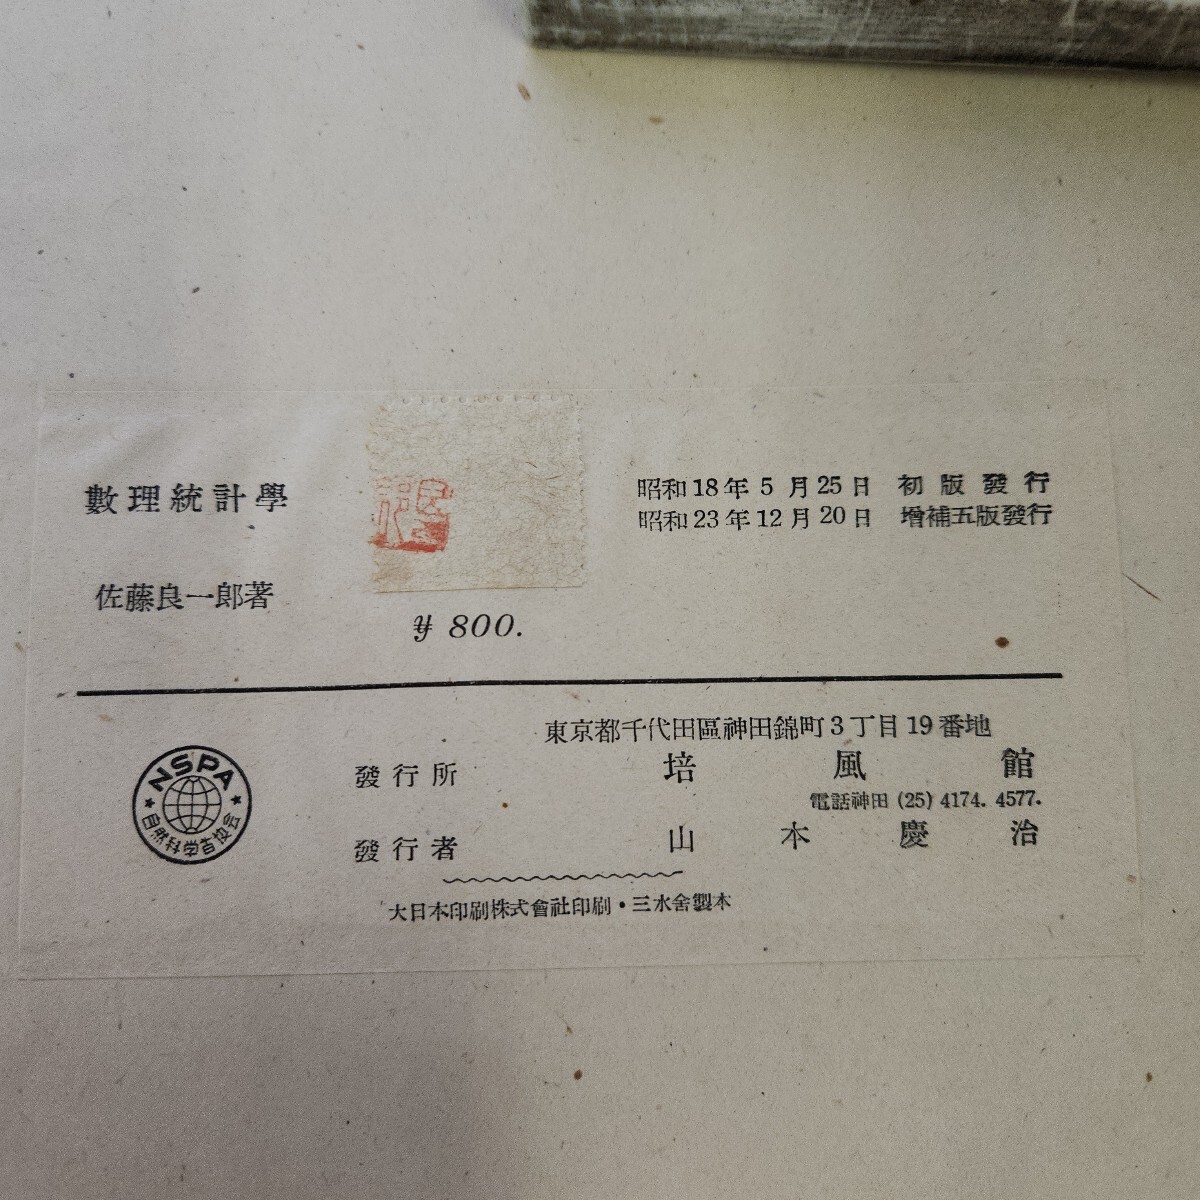 數理統計學
佐藤良一郎著
¥ 800.
昭和18年 5 月25日 初版發行
昭和23年12月20日 增補五版發行
東京都千代田區神田錦町3丁目19番地
發行所 培風館
電話神田 (25) 4174. 4577.
發行者 山本慶治
大日本印刷株式會社印刷・三水舍製本
NSPA
自然科学者協会